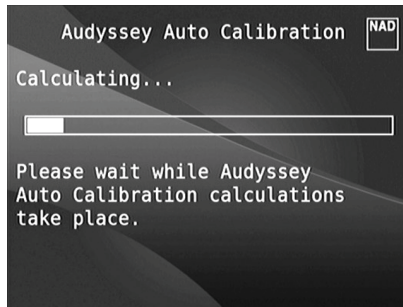 Audyssey Auto Calibration
NAD
Calculating...
Please wait while Audyssey
Auto Calibration calculations
take place.